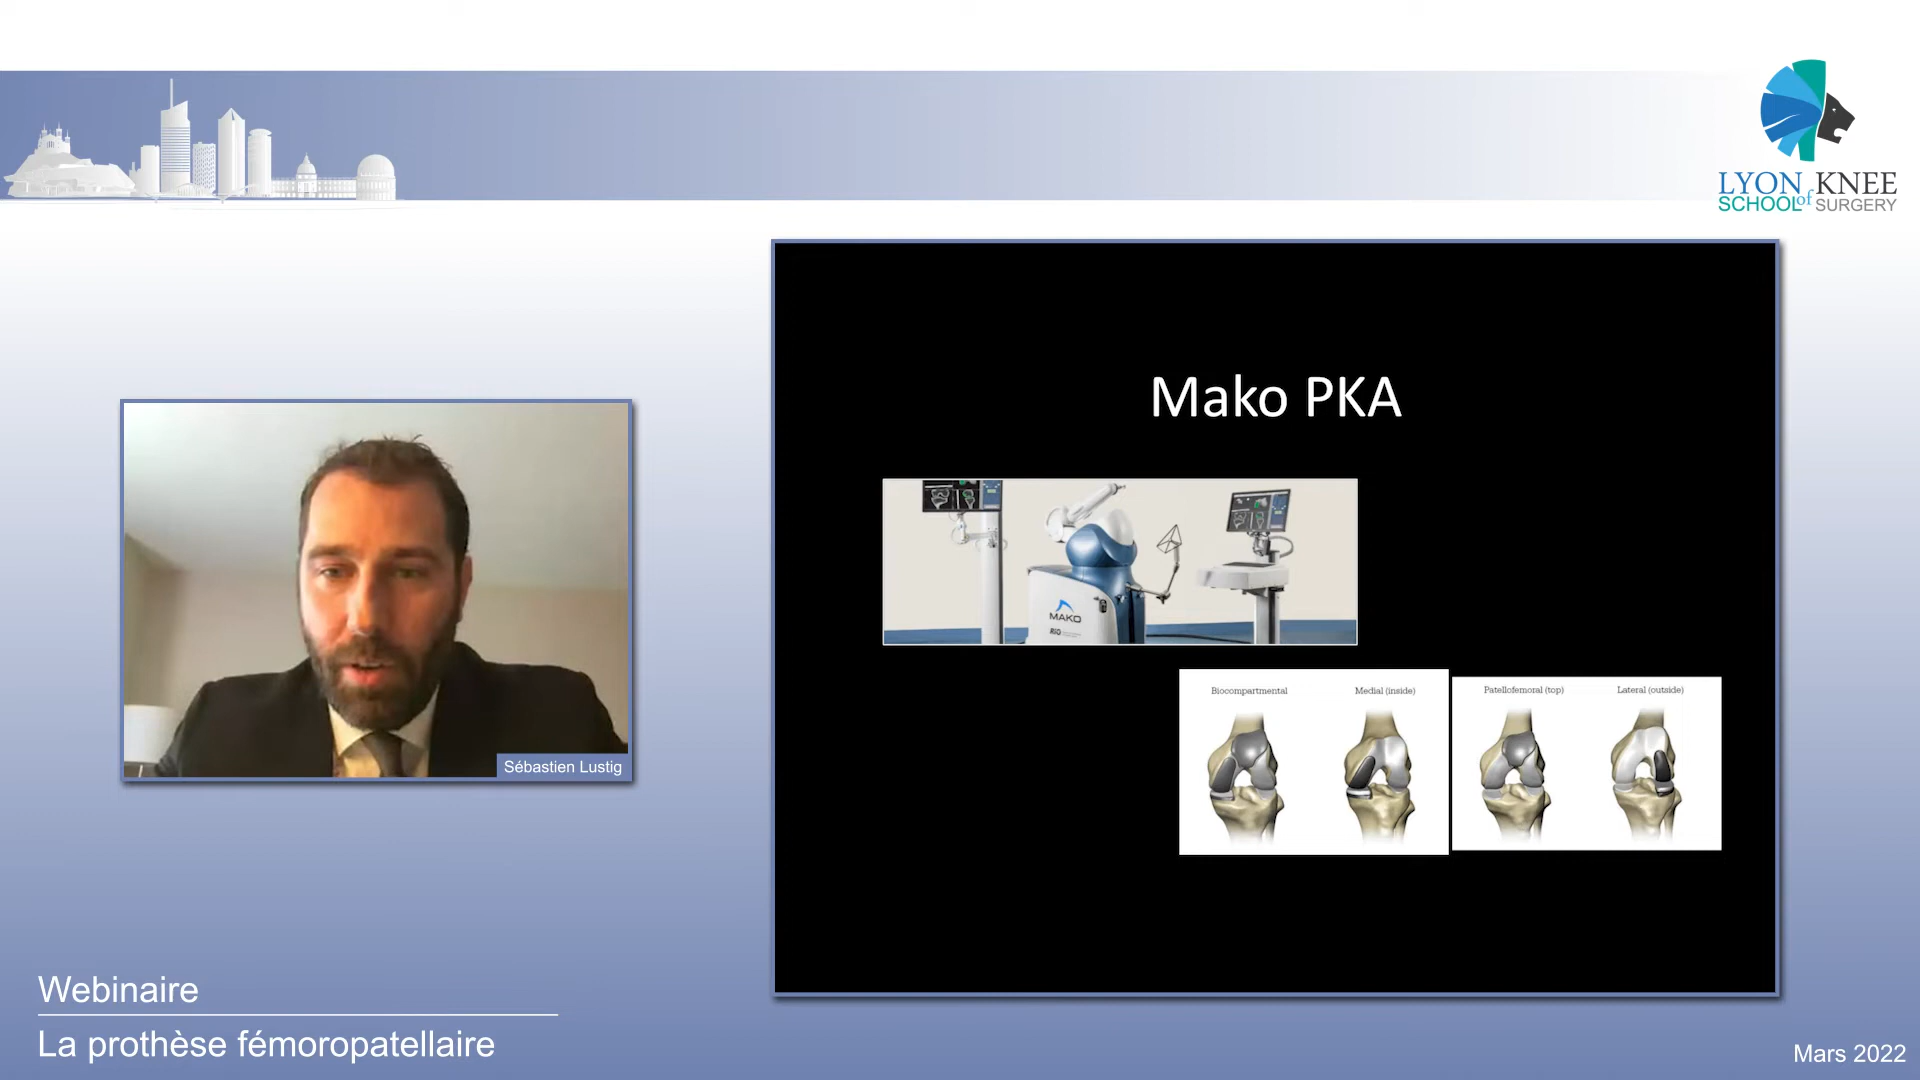 LYON of KNEE
SCHOOL SURGERY
Mako PKA
MAKO
RIO
Biocompartmental
Medial (inside)
Patellofemoral (top)
Lateral (outside)
Sébastien Lustig
Webinaire
La prothèse fémoropatellaire
Mars 2022